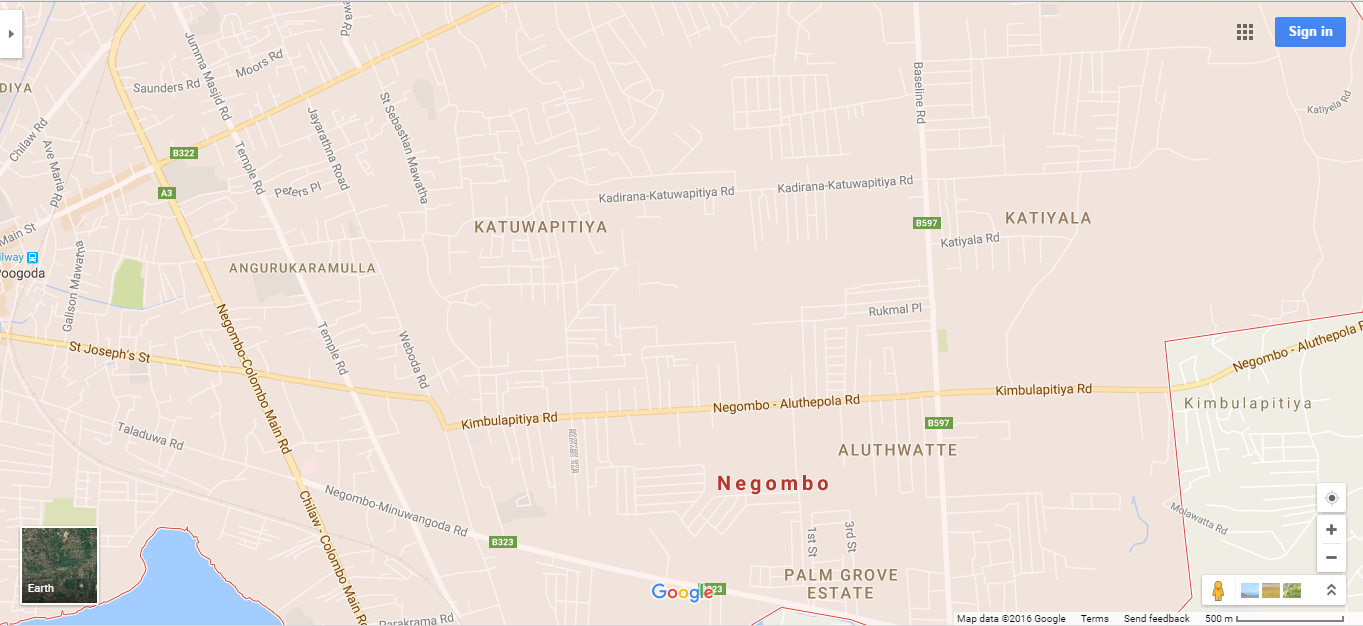 Sign in
DIYA
Chilaw Rd
Ave Maria Rd
Main St
Galison Mawatha
Saunders Rd
Moors Rd
Jumma Masjid Rd
B322
A3
Temple Rd
Peters Pl
Jayarathna Road
St Sebastian Mawatha
Kadirana-Katuwapitiya Rd
Kadirana-Katuwapitiya Rd
Baseline Rd
Katiyela Rd
KATUWAPITIYA
B597
KATIYALA
Katiyala Rd
ANGURUKARAMULLA
Negombo-Colombo Main Rd
Temple Rd
Weboda Rd
Rukmal Pl
St Joseph's St
Kimbulapitiya Rd
Negombo - Aluthepola Rd
Kimbulapitiya Rd
Negombo - Aluthepola R
Kimbulapitiya
B597
ALUTHWATTE
Taladuwa Rd
Negombo
Negombo-Minuwangoda Rd
Chilaw - Colombo Main Rd
B323
1st St
3rd St
Molawatta Rd
PALM GROVE
ESTATE
Earth
Google
Parakrama Rd
Map data ©2016 Google
Terms
Send feedback
500 m